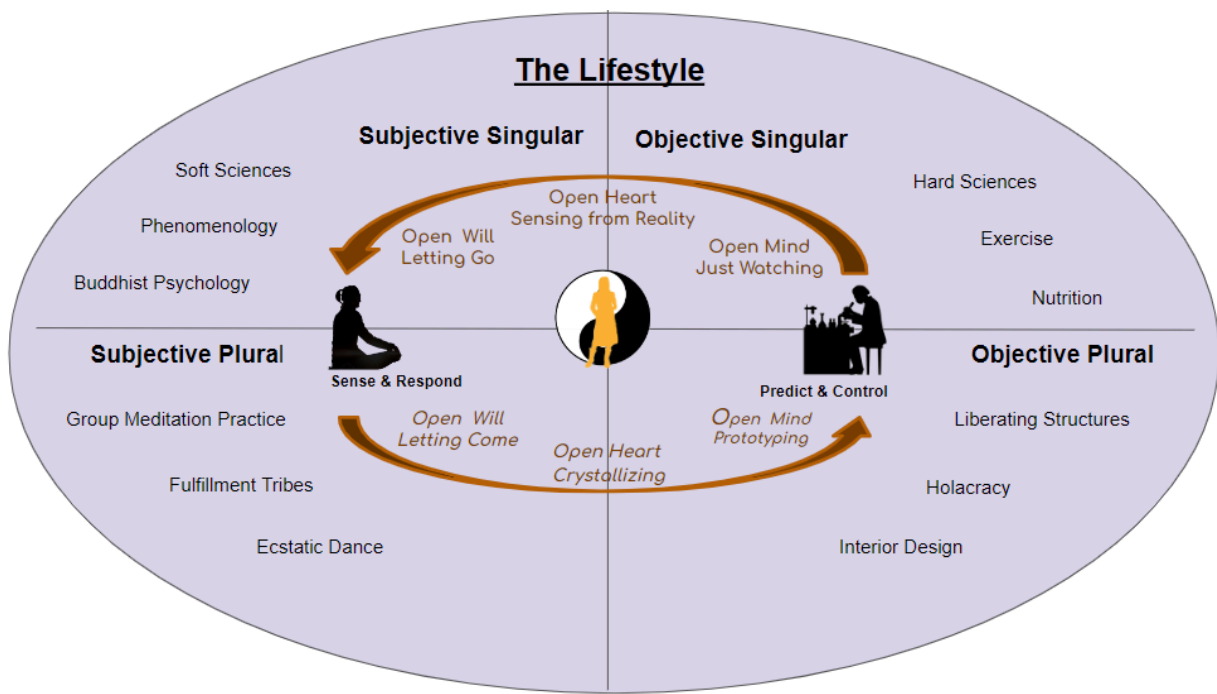 The Lifestyle
Subjective Singular
Objective Singular
Soft Sciences
Phenomenology
Buddhist Psychology
Open Heart
Sensing from Reality
Open Will
Letting Go
Open Mind
Just Watching
Hard Sciences
Exercise
Nutrition
Subjective Plural
Sense & Respond
Predict & Control
Objective Plural
Group Meditation Practice
Fulfillment Tribes
Ecstatic Dance
Open Will
Letting Come
Open Heart
Crystallizing
Open Mind
Prototyping
Liberating Structures
Holacracy
Interior Design